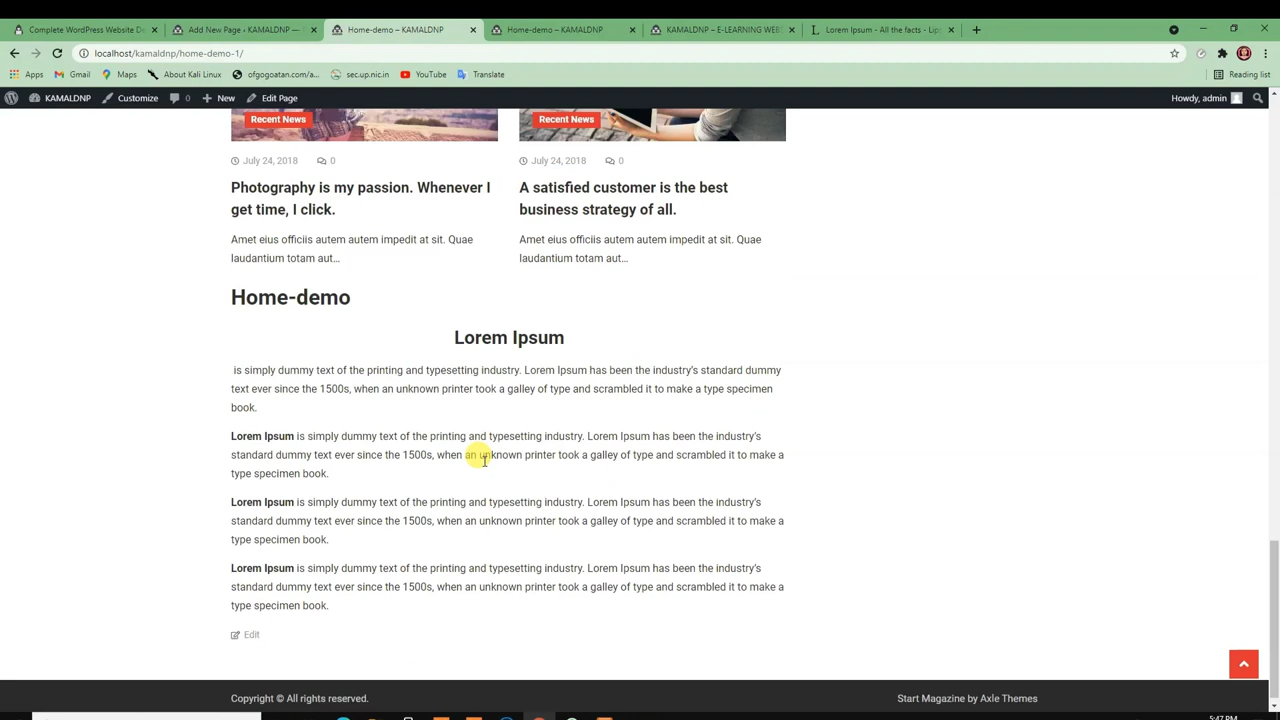 Complete WordPress Website De
Add New Page ‹ KAMALDNP —
Home-demo – KAMALDNP
Home-demo – KAMALDNP
KAMALDNP – E-LEARNING WEB
Lorem Ipsum - All the facts - Lip
localhost/kamaldnp/home-demo-1/
Apps
Gmail
Maps
About Kali Linux
ofgogoatan.com/a...
sec.up.nic.in
YouTube
Translate
Reading list
KAMALDNP
Customize
0
New
Edit Page
Howdy, admin
Recent News
Recent News
July 24, 2018 0
July 24, 2018 0
Photography is my passion. Whenever I
get time, I click.
A satisfied customer is the best
business strategy of all.
Amet eius officiis autem autem impedit at sit. Quae
laudantium totam aut...
Amet eius officiis autem autem impedit at sit. Quae
laudantium totam aut...
Home-demo
Lorem Ipsum
is simply dummy text of the printing and typesetting industry. Lorem Ipsum has been the industry's standard dummy
text ever since the 1500s, when an unknown printer took a galley of type and scrambled it to make a type specimen
book.
Lorem Ipsum is simply dummy text of the printing and typesetting industry. Lorem Ipsum has been the industry's
standard dummy text ever since the 1500s, when an unknown printer took a galley of type and scrambled it to make a
type specimen book.
Lorem Ipsum is simply dummy text of the printing and typesetting industry. Lorem Ipsum has been the industry's
standard dummy text ever since the 1500s, when an unknown printer took a galley of type and scrambled it to make a
type specimen book.
Lorem Ipsum is simply dummy text of the printing and typesetting industry. Lorem Ipsum has been the industry's
standard dummy text ever since the 1500s, when an unknown printer took a galley of type and scrambled it to make a
type specimen book.
Edit
Copyright © All rights reserved.
Start Magazine by Axle Themes
5:47 PM